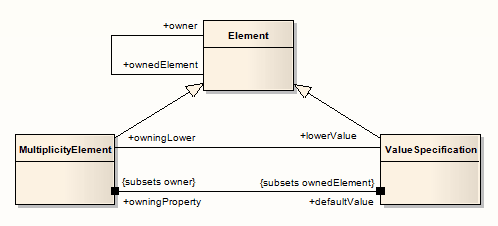 +owner
Element
+ownedElement
+owningLower
+lowerValue
MultiplicityElement
ValueSpecification
{subsets owner}
{subsets ownedElement}
+owningProperty
+defaultValue